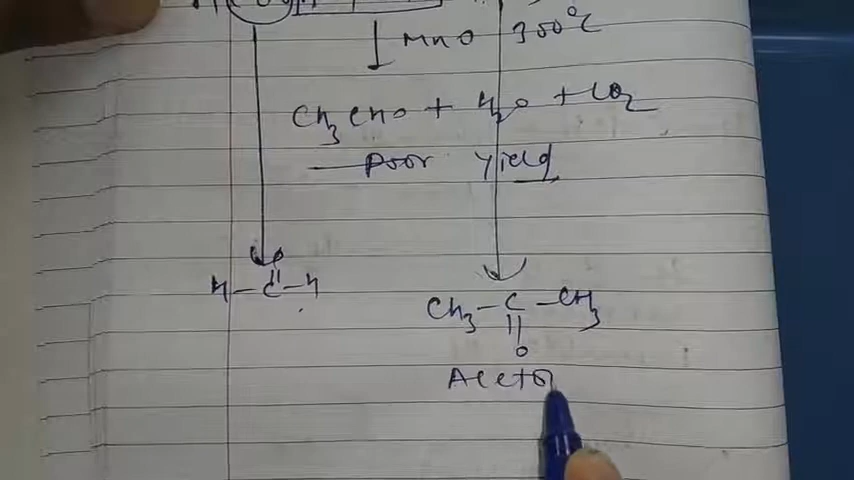 MnO 300°C
CH3CHO + H2O + CO2
Poor yield
O
H-C-H
CH3-C-CH3
O
Aceto